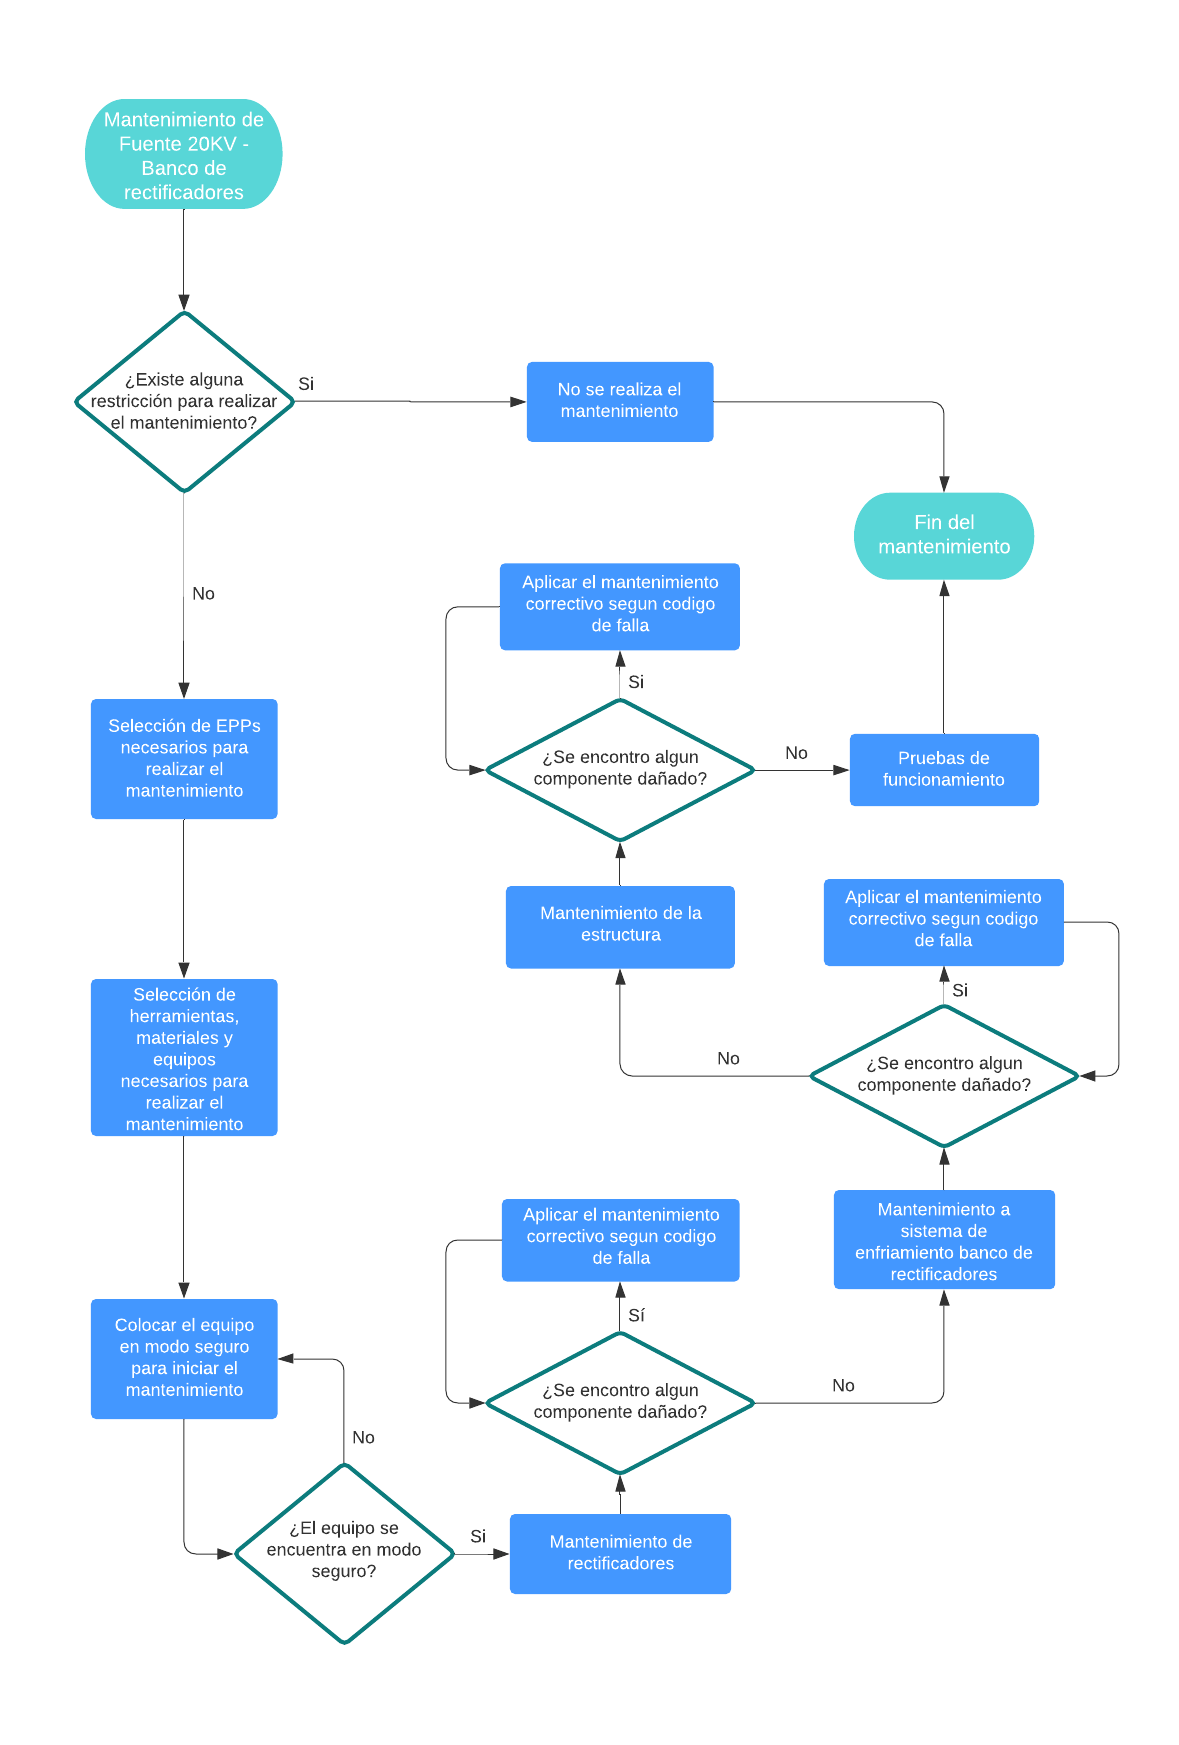 Mantenimiento de
Fuente 20KV -
Banco de
rectificadores
¿Existe alguna
restricción para realizar
el mantenimiento?
Si
No se realiza el
mantenimiento
Fin del
mantenimiento
No
Selección de EPPs
necesarios para
realizar el
mantenimiento
Selección de
herramientas,
materiales y
equipos
necesarios para
realizar el
mantenimiento
Colocar el equipo
en modo seguro
para iniciar el
mantenimiento
No
¿El equipo se
encuentra en modo
seguro?
Si
Mantenimiento de
rectificadores
¿Se encontro algun
componente dañado?
Sí
Aplicar el mantenimiento
correctivo segun codigo
de falla
No
Mantenimiento a
sistema de
enfriamiento banco de
rectificadores
¿Se encontro algun
componente dañado?
Si
Aplicar el mantenimiento
correctivo segun codigo
de falla
No
Mantenimiento de la
estructura
¿Se encontro algun
componente dañado?
Si
Aplicar el mantenimiento
correctivo segun codigo
de falla
No
Pruebas de
funcionamiento